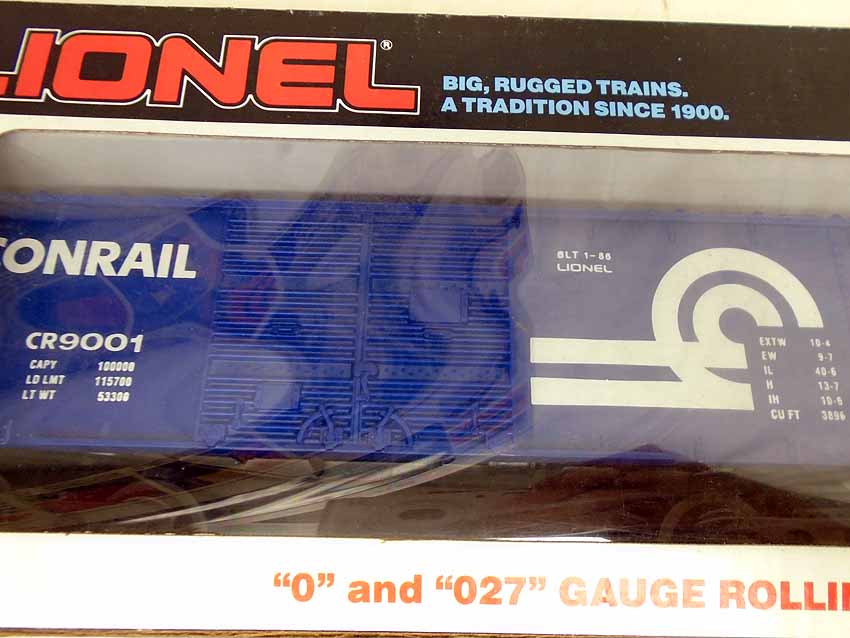 LIONEL®
BIG, RUGGED TRAINS.
A TRADITION SINCE 1900.
CONRAIL
CR9001
CAPY 100000
LD LMT 115700
LT WT 53300
BLT 1-86
LIONEL
EXTW 10-4
EW 9-7
IL 40-6
H 13-7
IH 10-6
CU FT 3896
"0" and "027" GAUGE ROLLIN